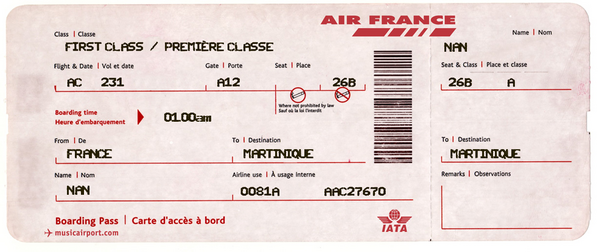 AIR FRANCE
Class | Classe
FIRST CLASS / PREMIÈRE CLASSE
Name | Nom
NAN
Flight & Date | Vol et date
Gate | Porte
Seat | Place
Seat & Class | Place et classe
AC 231
A12
26B
26B A
Where not prohibited by law
Sauf où la loi l'interdit
Boarding time
Heure d'embarquement
01.00am
From | De
To | Destination
To | Destination
FRANCE
MARTINIQUE
MARTINIQUE
Name | Nom
Airline use | À usage interne
Remarks | Observations
NAN
0081A
AAC27670
Boarding Pass | Carte d'accès à bord
IATA
musicairport.com